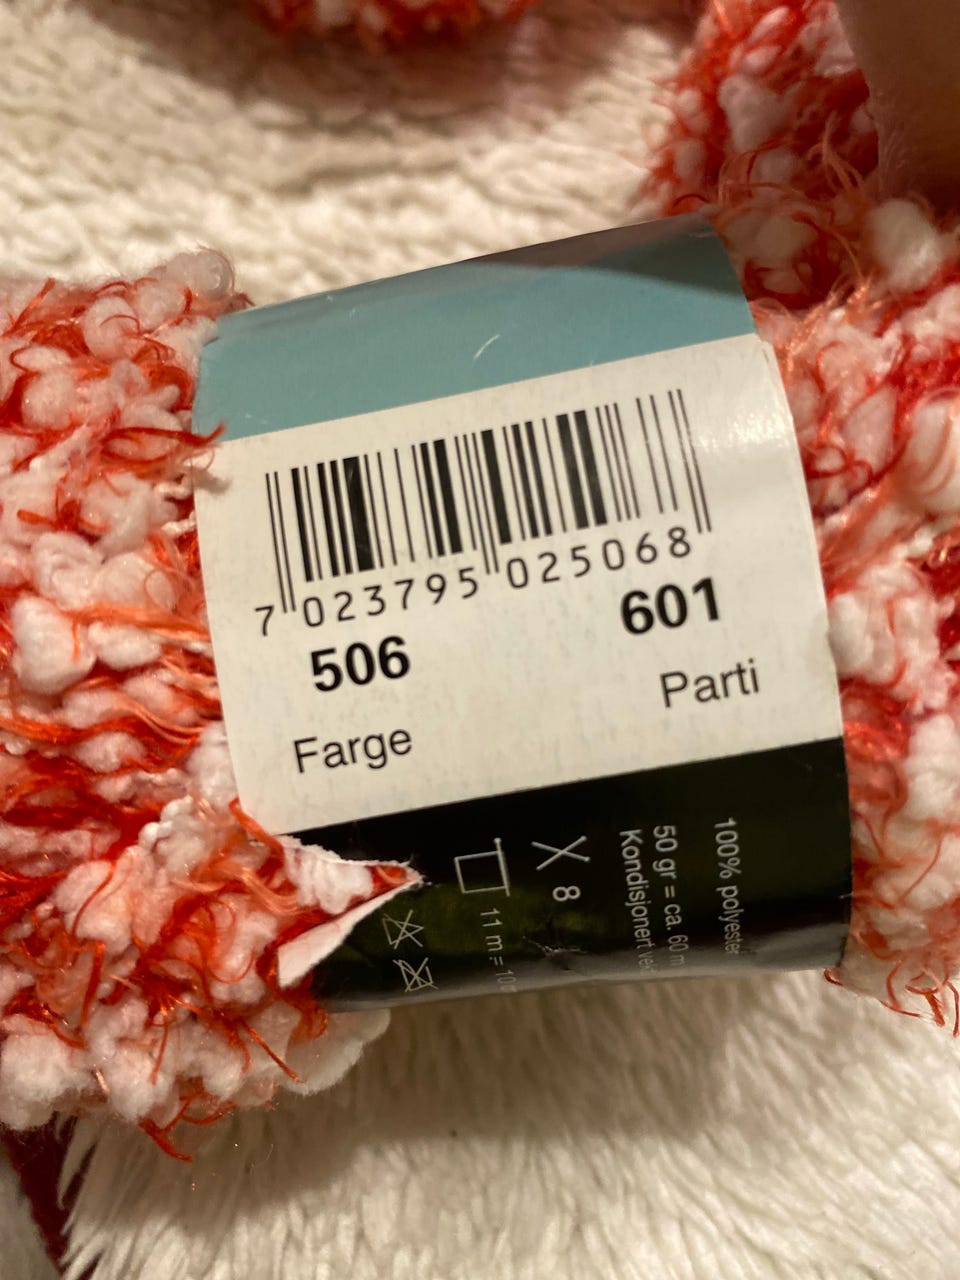 7 023795 025068
506 601
Farge Parti
100% polyester
50 gr = ca. 60 m
Kondisjonert
8
11 m = 10